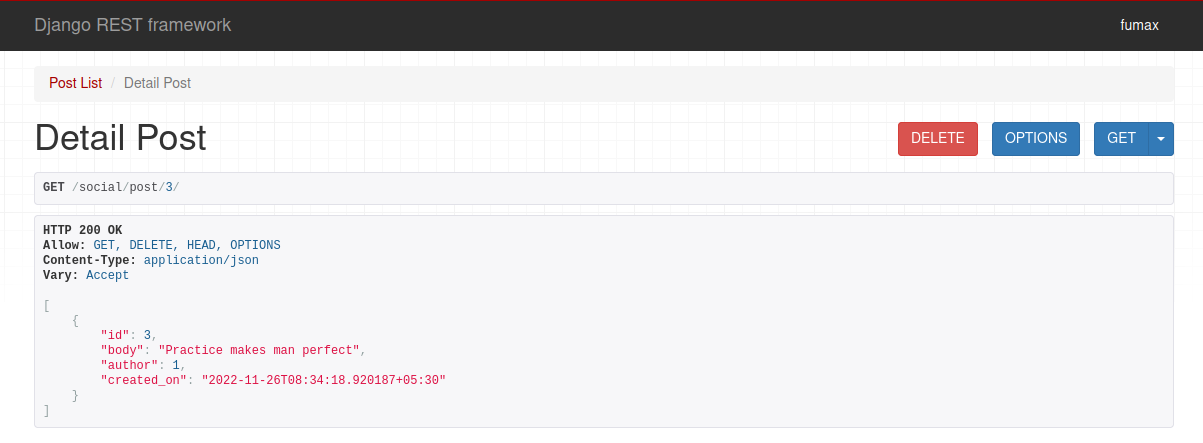 Django REST framework
fumax
Post List / Detail Post
Detail Post
DELETE OPTIONS GET
GET /social/post/3/
HTTP 200 OK
Allow: GET, DELETE, HEAD, OPTIONS
Content-Type: application/json
Vary: Accept
[
    {
        "id": 3,
        "body": "Practice makes man perfect",
        "author": 1,
        "created_on": "2022-11-26T08:34:18.920187+05:30"
    }
]